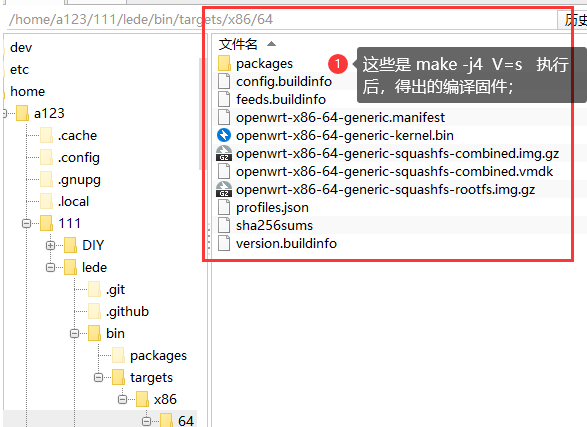 /home/a123/111/lede/bin/targets/x86/64
历史
dev
etc
home
a123
.cache
.config
.gnupg
.local
111
DIY
lede
.git
.github
bin
packages
targets
x86
64
文件名
packages
config.buildinfo
feeds.buildinfo
openwrt-x86-64-generic.manifest
openwrt-x86-64-generic-kernel.bin
openwrt-x86-64-generic-squashfs-combined.img.gz
openwrt-x86-64-generic-squashfs-combined.vmdk
openwrt-x86-64-generic-squashfs-rootfs.img.gz
profiles.json
sha256sums
version.buildinfo
1
这些是 make -j4 V=s 执行
后，得出的编译固件；
GZ
GZ